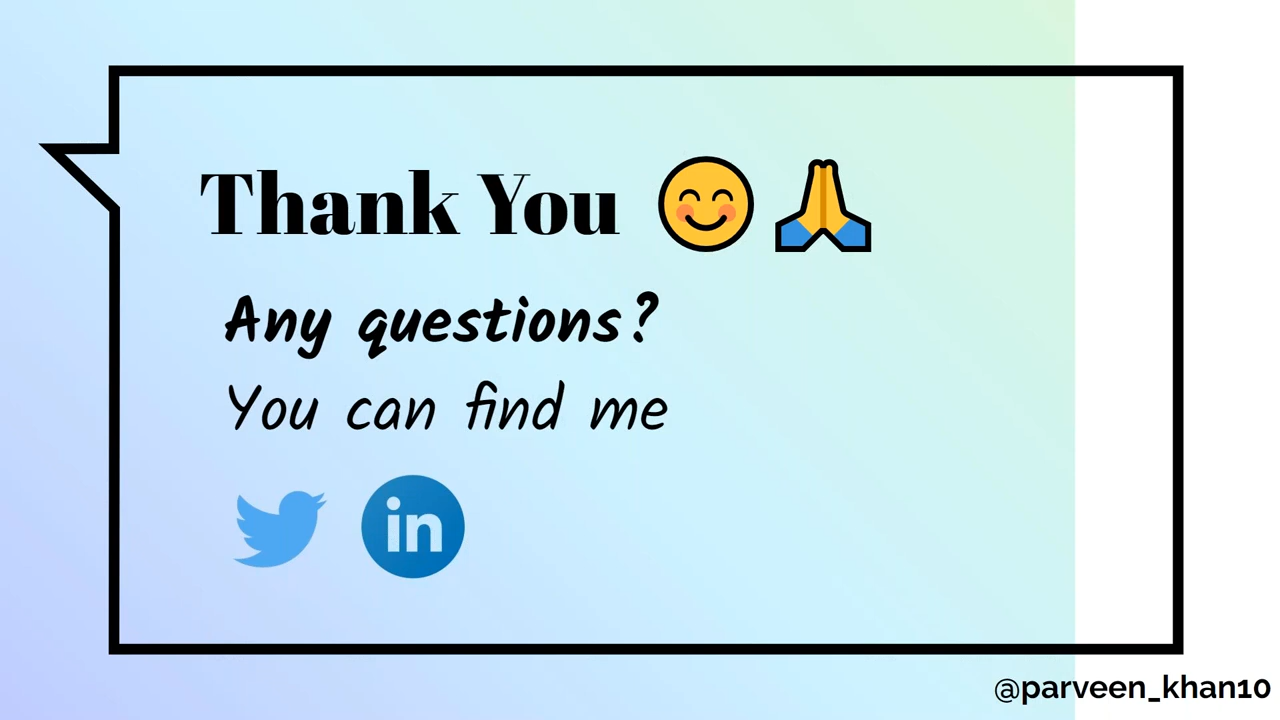 Thank You 😊 🙏
Any questions?
You can find me
in
@parveen_khan10